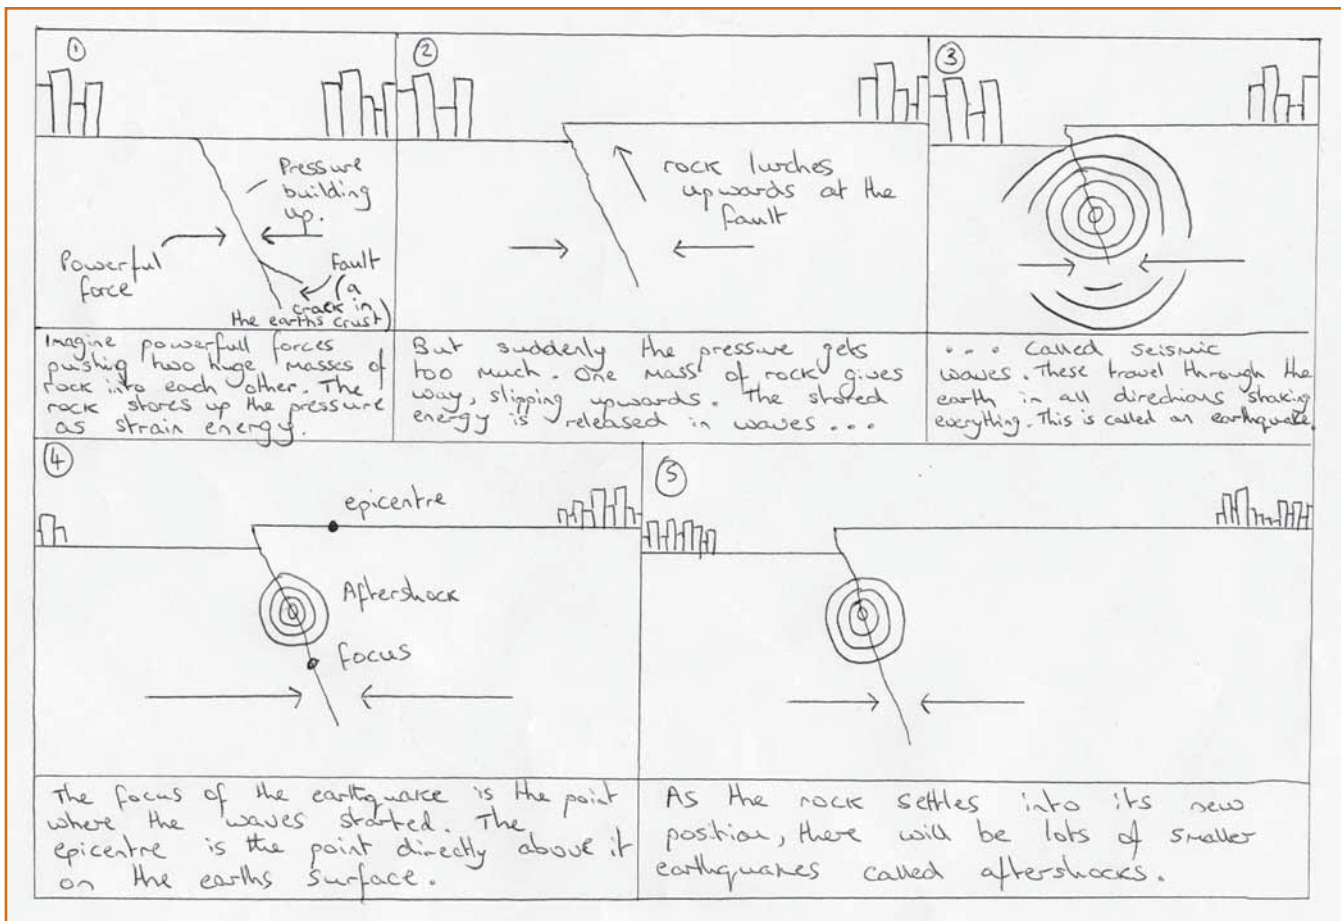 1
Pressure
building
up.
Powerful
force
Fault
(a
crack in
the earths crust)
Imagine powerfull forces
pushing two huge masses of
rock into each other. The
rock stores up the pressure
as strain energy.
2
rock lurches
upwards at the
fault
But suddenly the pressure gets
too much. One mass of rock gives
way, slipping upwards. The stored
energy is released in waves...
3
.... Called seismic
waves. These travel through the
earth in all directions shaking
everything. This is called an earthquake
4
epicentre
Aftershock
focus
The focus of the earthquake is the point
where the waves started. The
epicentre is the point directly above it
on the earths surface.
5
As the rock settles into its new
position, there will be lots of smaller
earthquakes called aftershocks.